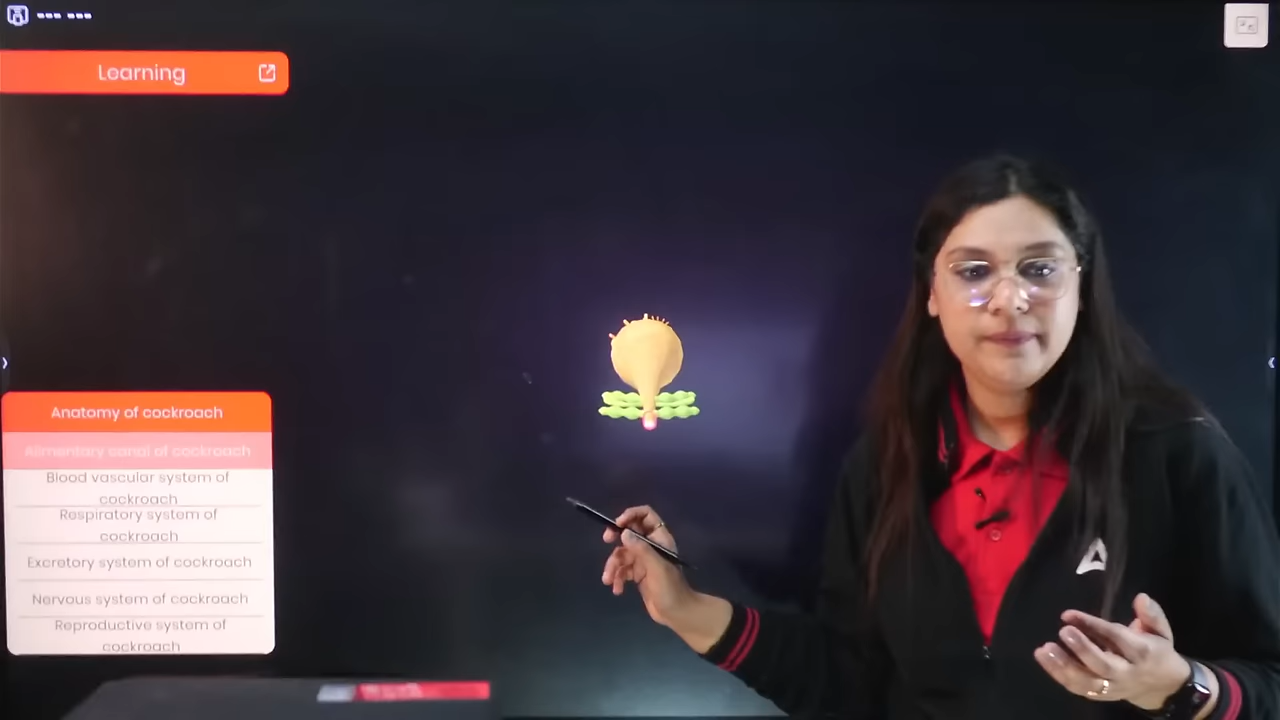 Learning
Anatomy of cockroach
Alimentary canal of cockroach
Blood vascular system of
cockroach
Respiratory system of
cockroach
Excretory system of cockroach
Nervous system of cockroach
Reproductive system of
cockroach